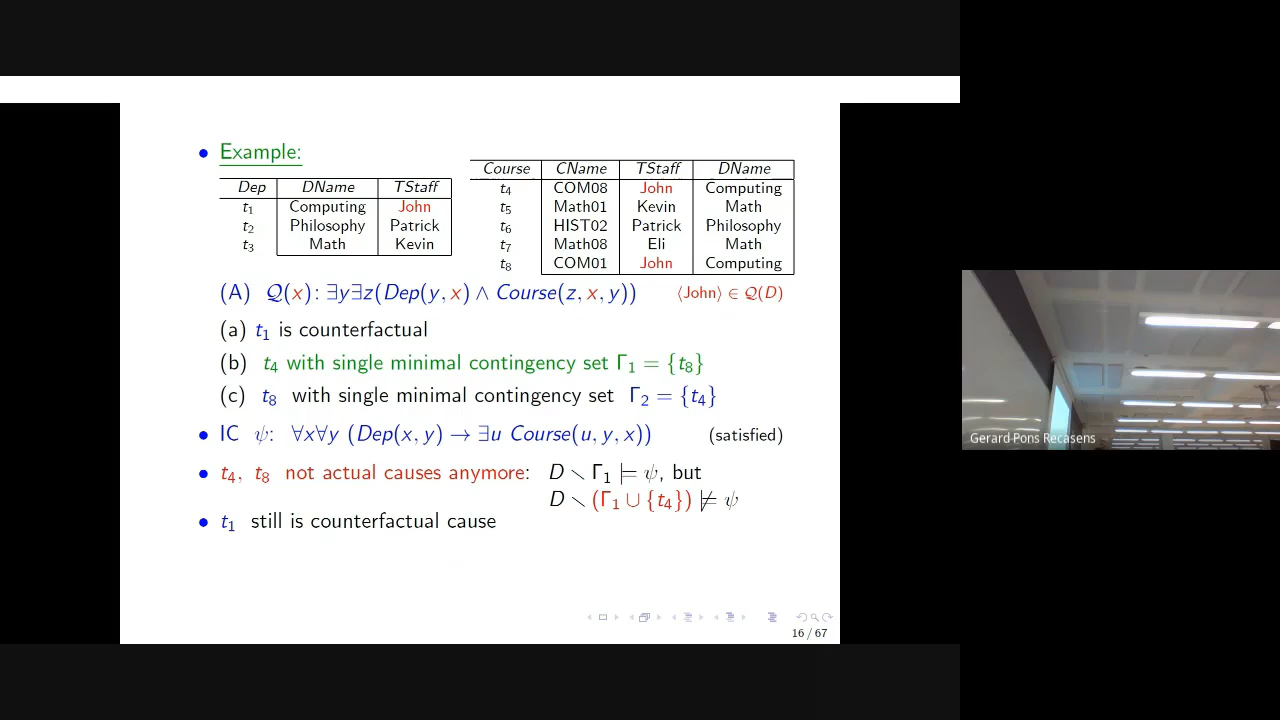 • Example:
Dep DName TStaff
t1 Computing John
t2 Philosophy Patrick
t3 Math Kevin
Course CName TStaff DName
t4 COM08 John Computing
t5 Math01 Kevin Math
t6 HIST02 Patrick Philosophy
t7 Math08 Eli Math
t8 COM01 John Computing
(A) Q(x): ∃y∃z(Dep(y, x) ∧ Course(z, x, y)) ⟨John⟩ ∈ Q(D)
(a) t1 is counterfactual
(b) t4 with single minimal contingency set Γ1 = {t8}
(c) t8 with single minimal contingency set Γ2 = {t4}
• IC ψ: ∀x∀y (Dep(x, y) → ∃u Course(u, y, x)) (satisfied)
• t4, t8 not actual causes anymore: D ∖ Γ1 ⊨ ψ, but
D ∖ (Γ1 ∪ {t4}) ⊭ ψ
• t1 still is counterfactual cause
16 / 67
Gerard Pons Recasens